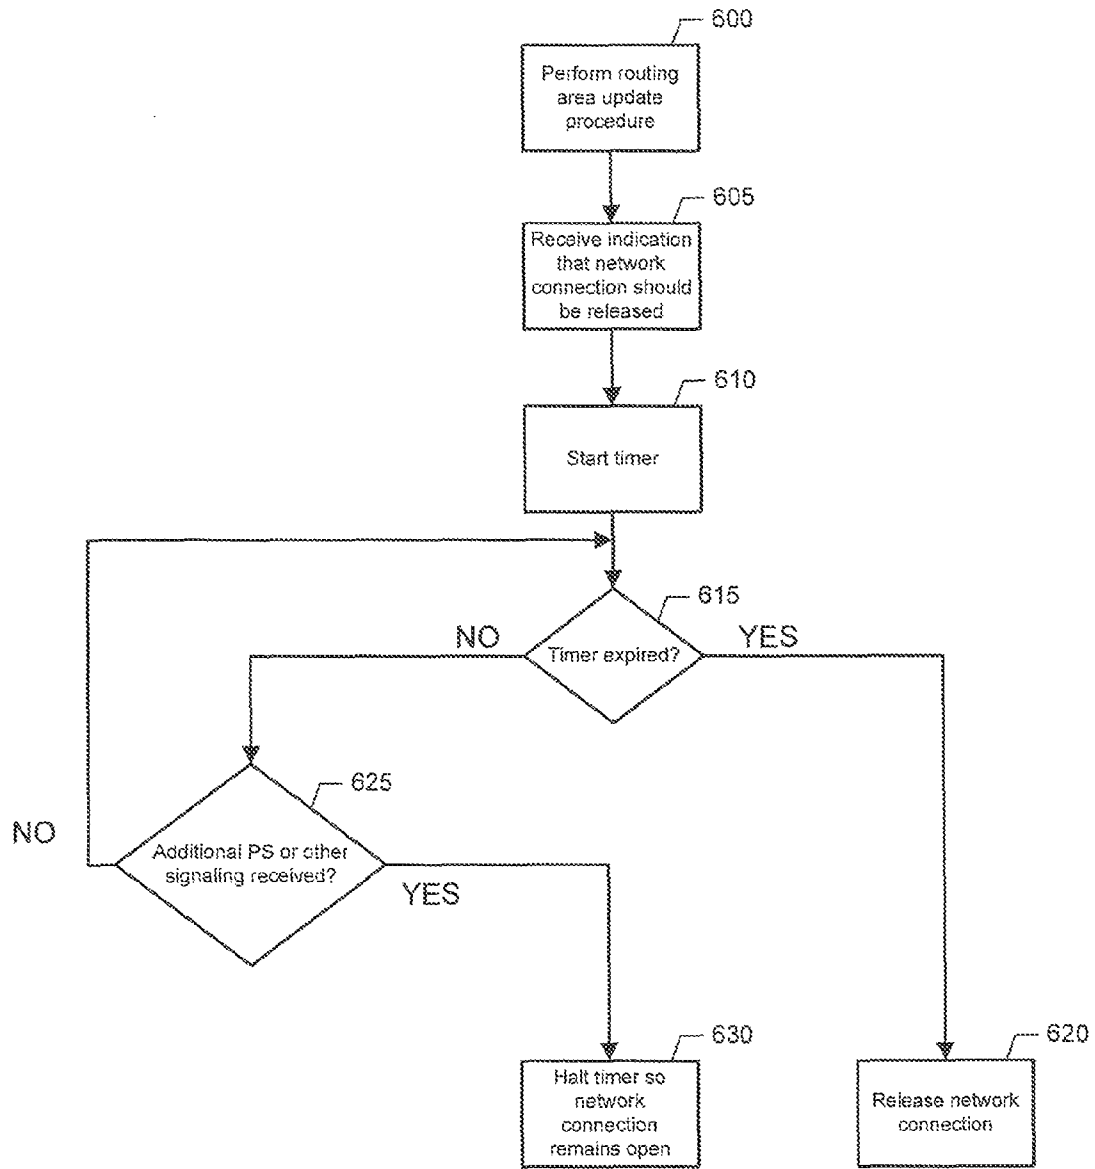 600
Perform routing
area update
procedure
605
Receive indication
that network
connection should
be released
610
Start timer
615
NO
YES
Timer expired?
625
NO
Additional PS or other
signaling received?
YES
630
Halt timer so
network
connection
remains open
620
Release network
connection